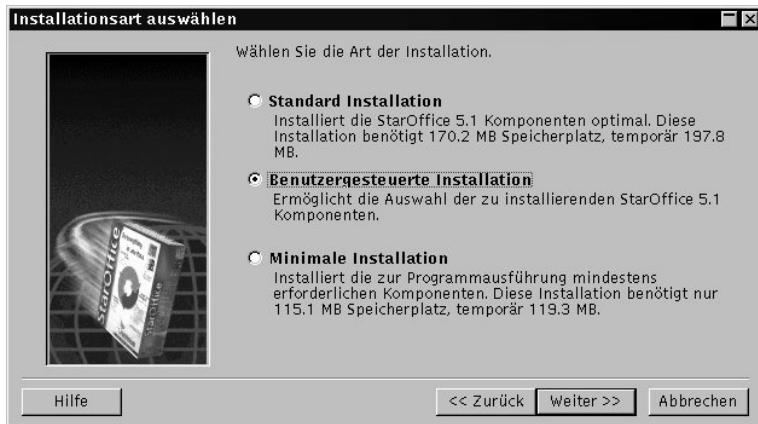 Installationsart auswählen
Wählen Sie die Art der Installation.
Standard Installation
Installiert die StarOffice 5.1 Komponenten optimal. Diese
Installation benötigt 170.2 MB Speicherplatz, temporär 197.8
MB.
Benutzergesteuerte Installation
Ermöglicht die Auswahl der zu installierenden StarOffice 5.1
Komponenten.
Minimale Installation
Installiert die zur Programmausführung mindestens
erforderlichen Komponenten. Diese Installation benötigt nur
115.1 MB Speicherplatz, temporär 119.3 MB.
StarOffice
StarOffice
Hilfe
<< Zurück
Weiter >>
Abbrechen